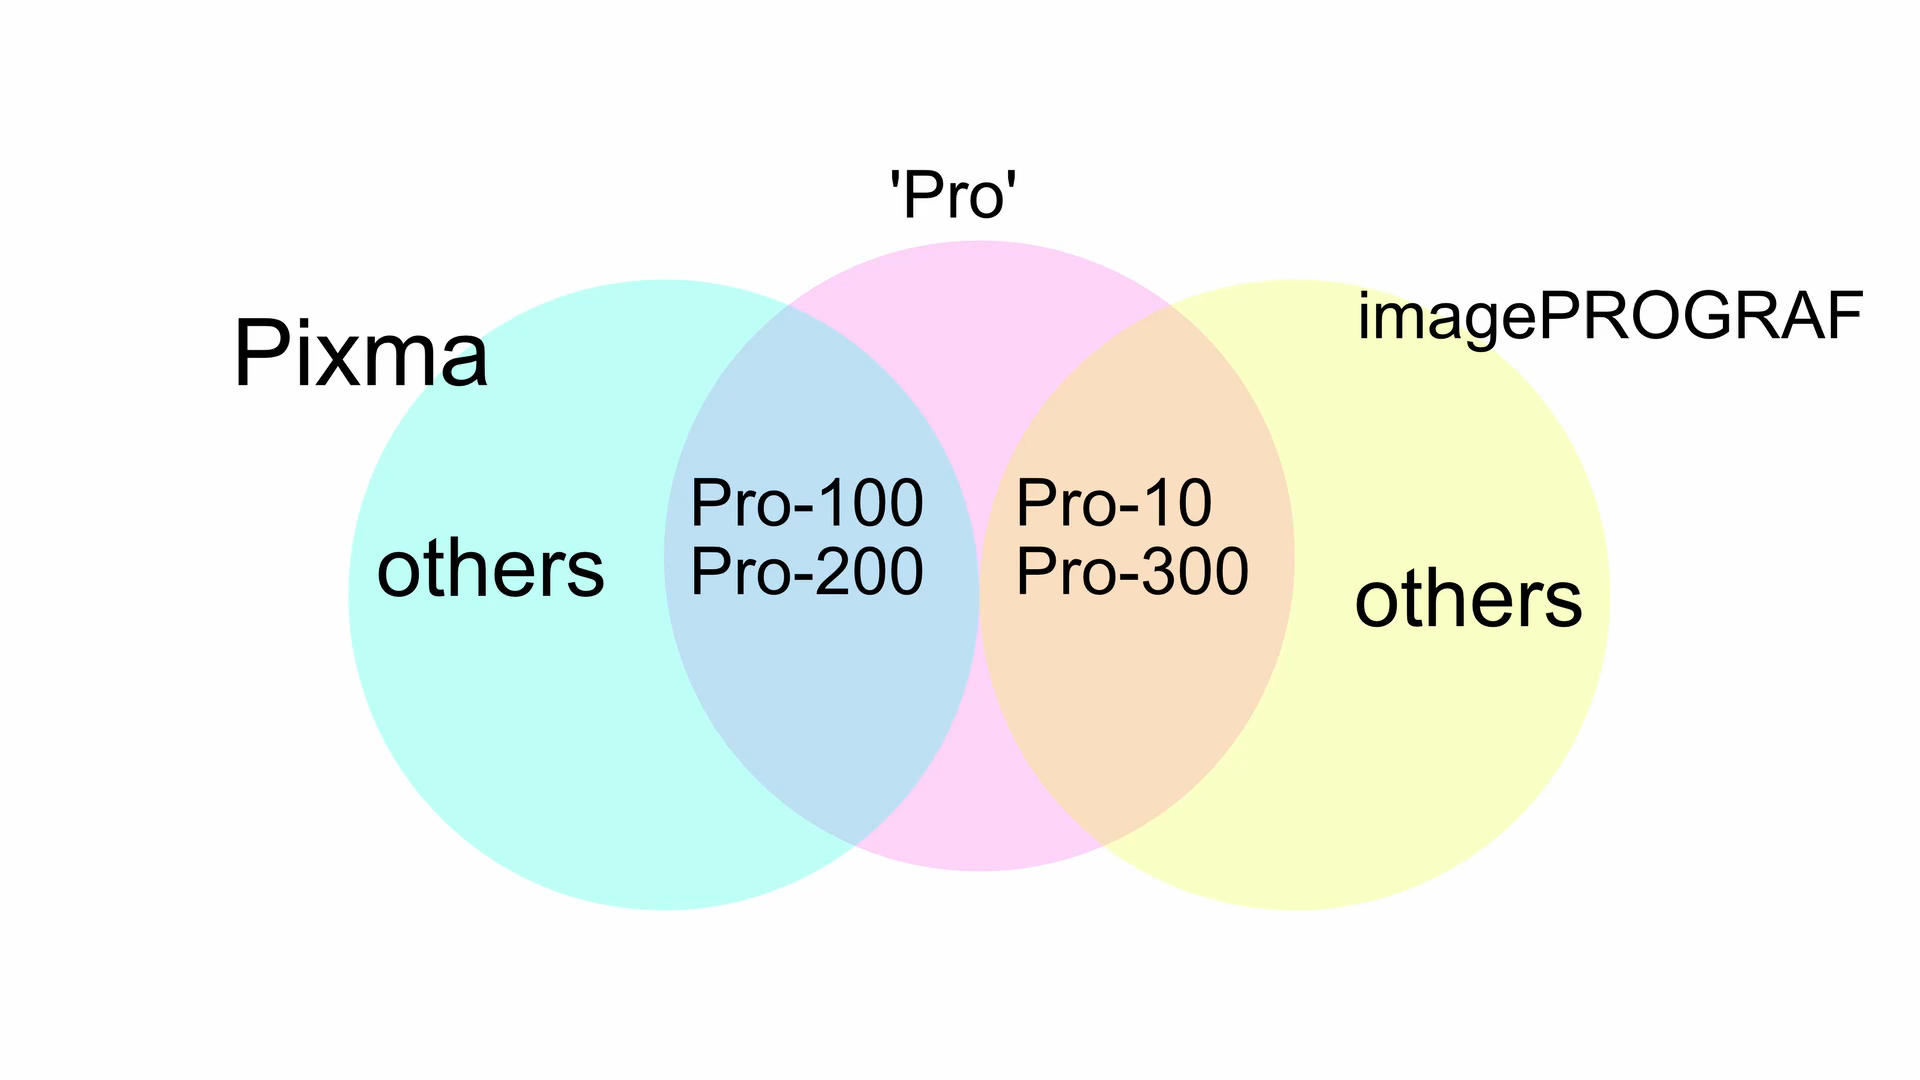 'Pro'
Pixma
imagePROGRAF
others
Pro-100
Pro-200
Pro-10
Pro-300
others